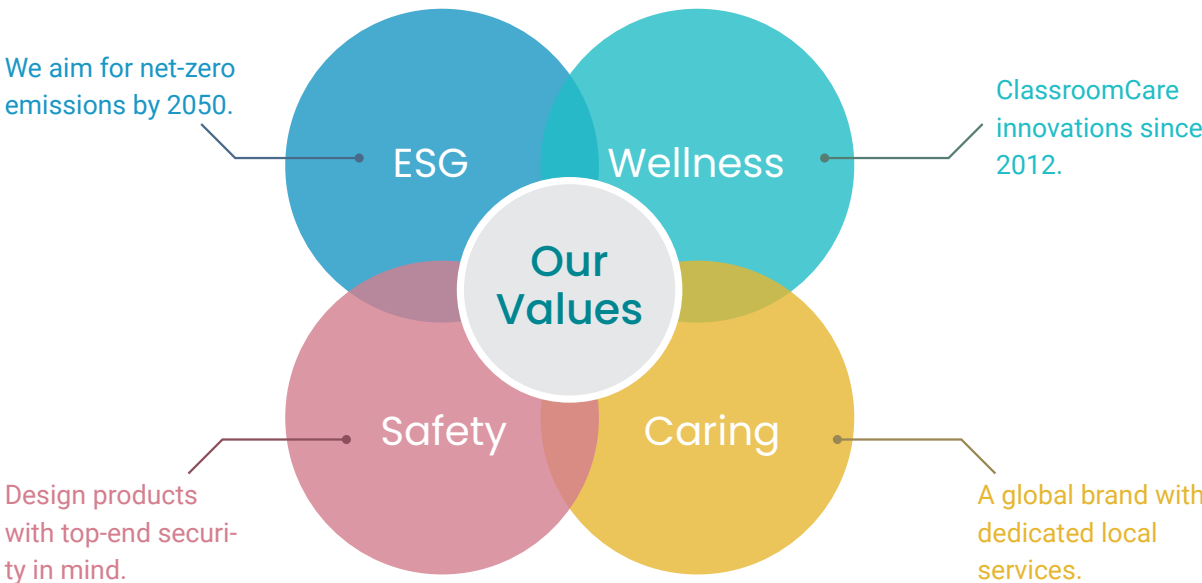 We aim for net-zero
emissions by 2050.
ESG
Wellness
ClassroomCare
innovations since
2012.
Our
Values
Safety
Caring
Design products
with top-end securi-
ty in mind.
A global brand with
dedicated local
services.